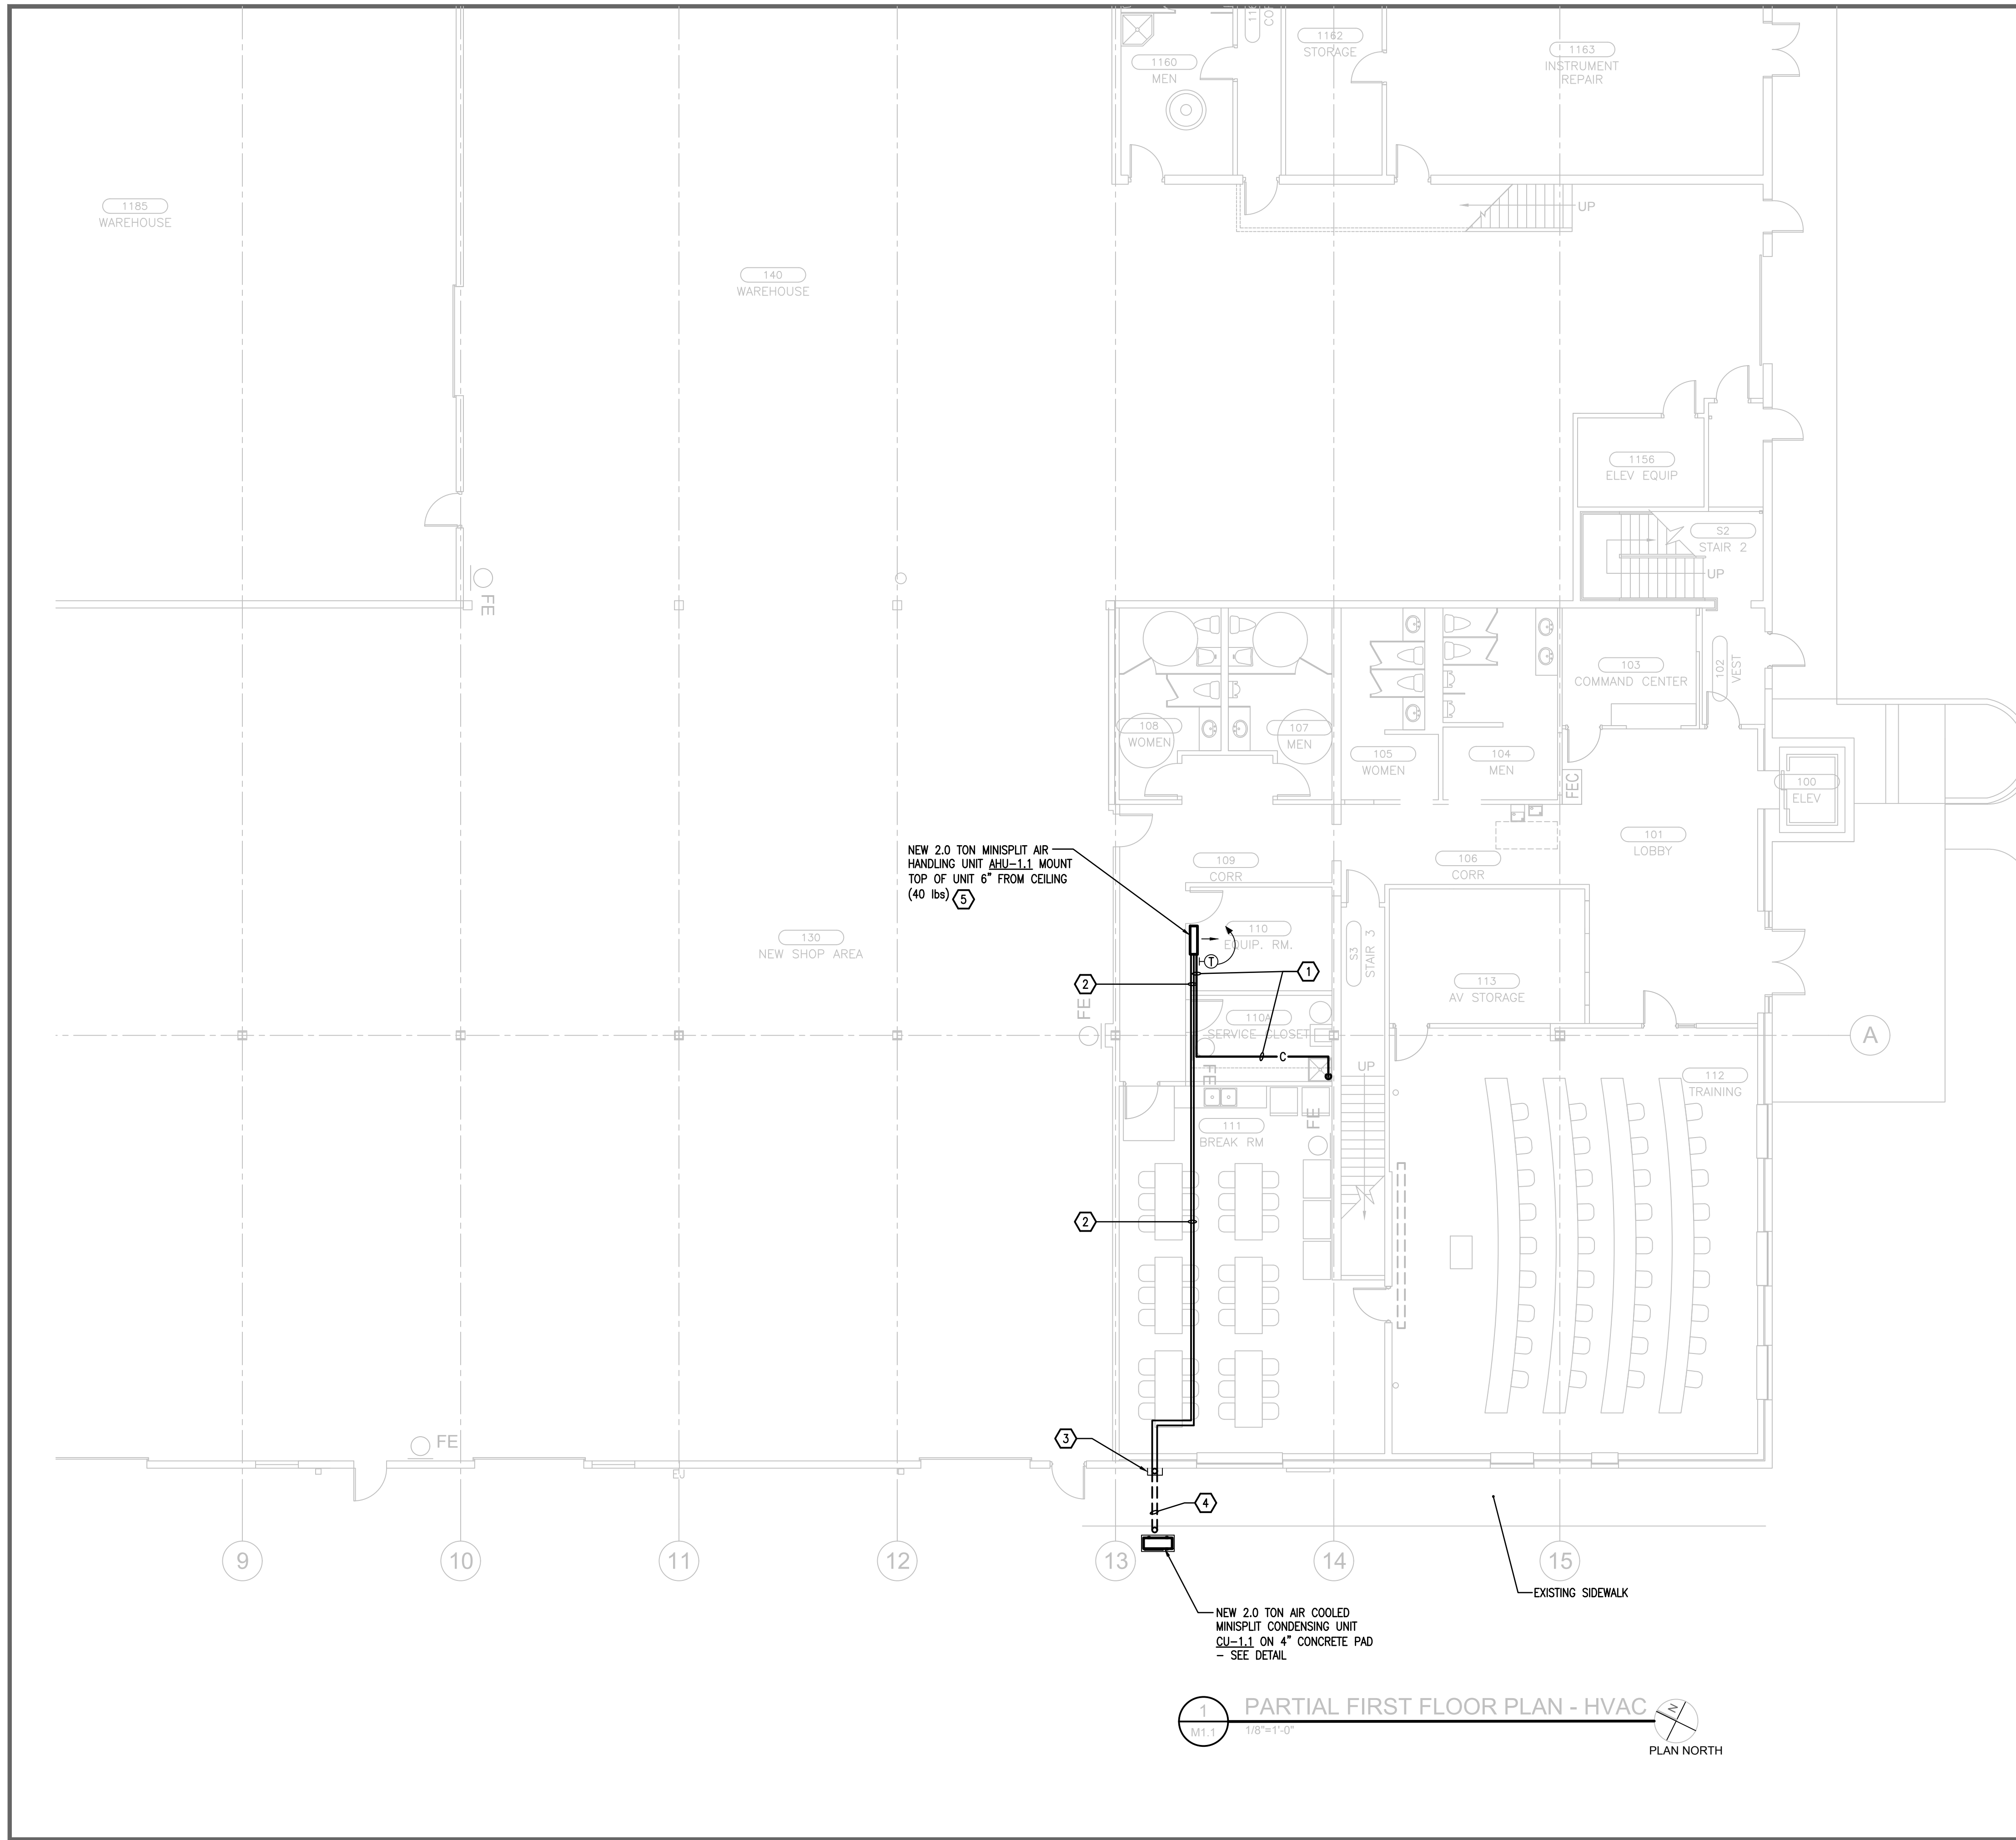 1162
STORAGE
1160
MEN
1163
INSTRUMENT
REPAIR
1185
WAREHOUSE
UP
140
WAREHOUSE
1156
ELEV EQUIP
S2
STAIR 2
UP
FE
103
COMMAND CENTER
102
VEST
108
WOMEN
107
MEN
105
WOMEN
104
MEN
FEC
100
ELEV
101
LOBBY
NEW 2.0 TON MINISPLIT AIR
HANDLING UNIT AHU-1.1 MOUNT
TOP OF UNIT 6" FROM CEILING
(40 lbs) 5
109
CORR
106
CORR
130
NEW SHOP AREA
110
EQUIP. RM.
T
1
2
S3
STAIR 3
113
AV STORAGE
FE
110A
SERVICE CLOSET
A
C
FE
UP
112
TRAINING
111
BREAK RM
FE
2
3
FE
EJ
4
9
10
11
12
13
14
15
EXISTING SIDEWALK
NEW 2.0 TON AIR COOLED
MINISPLIT CONDENSING UNIT
CU-1.1 ON 4" CONCRETE PAD
- SEE DETAIL
1
M1.1
PARTIAL FIRST FLOOR PLAN - HVAC
1/8"=1'-0"
N
PLAN NORTH